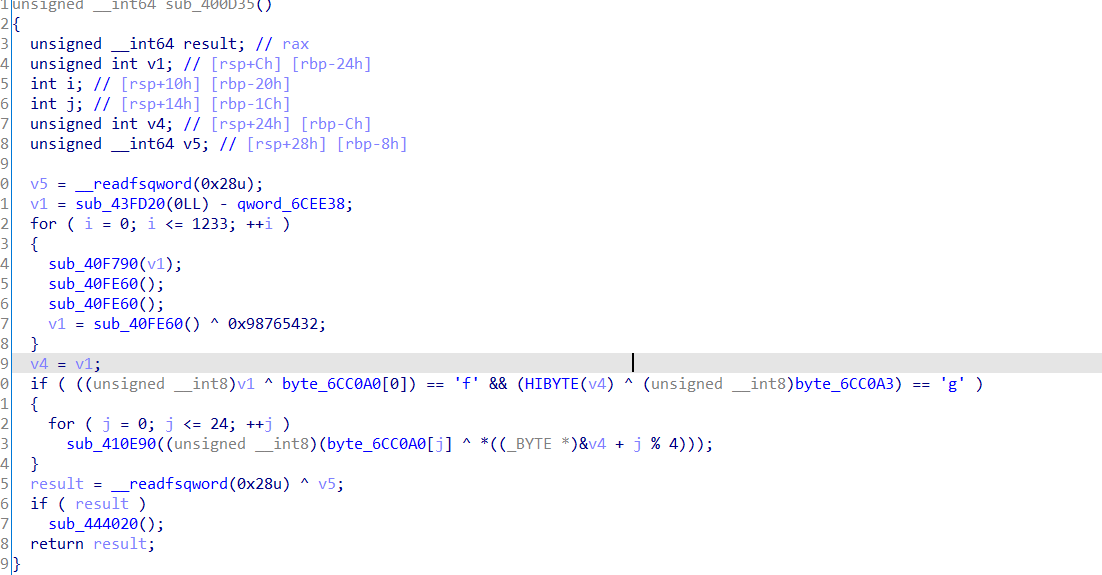 1unsigned __int64 sub_400D35()
2{
3  unsigned __int64 result; // rax
4  unsigned int v1; // [rsp+Ch] [rbp-24h]
5  int i; // [rsp+10h] [rbp-20h]
6  int j; // [rsp+14h] [rbp-1Ch]
7  unsigned int v4; // [rsp+24h] [rbp-Ch]
8  unsigned __int64 v5; // [rsp+28h] [rbp-8h]
9
0  v5 = __readfsqword(0x28u);
1  v1 = sub_43FD20(0LL) - qword_6CEE38;
2  for ( i = 0; i <= 1233; ++i )
3  {
4    sub_40F790(v1);
5    sub_40FE60();
6    sub_40FE60();
7    v1 = sub_40FE60() ^ 0x98765432;
8  }
9  v4 = v1;
0  if ( ((unsigned __int8)v1 ^ byte_6CC0A0[0]) == 'f' && (HIBYTE(v4) ^ (unsigned __int8)byte_6CC0A3) == 'g' )
1  {
2    for ( j = 0; j <= 24; ++j )
3      sub_410E90((unsigned __int8)(byte_6CC0A0[j] ^ *((_BYTE *)&v4 + j % 4)));
4  }
5  result = __readfsqword(0x28u) ^ v5;
6  if ( result )
7    sub_444020();
8  return result;
9}